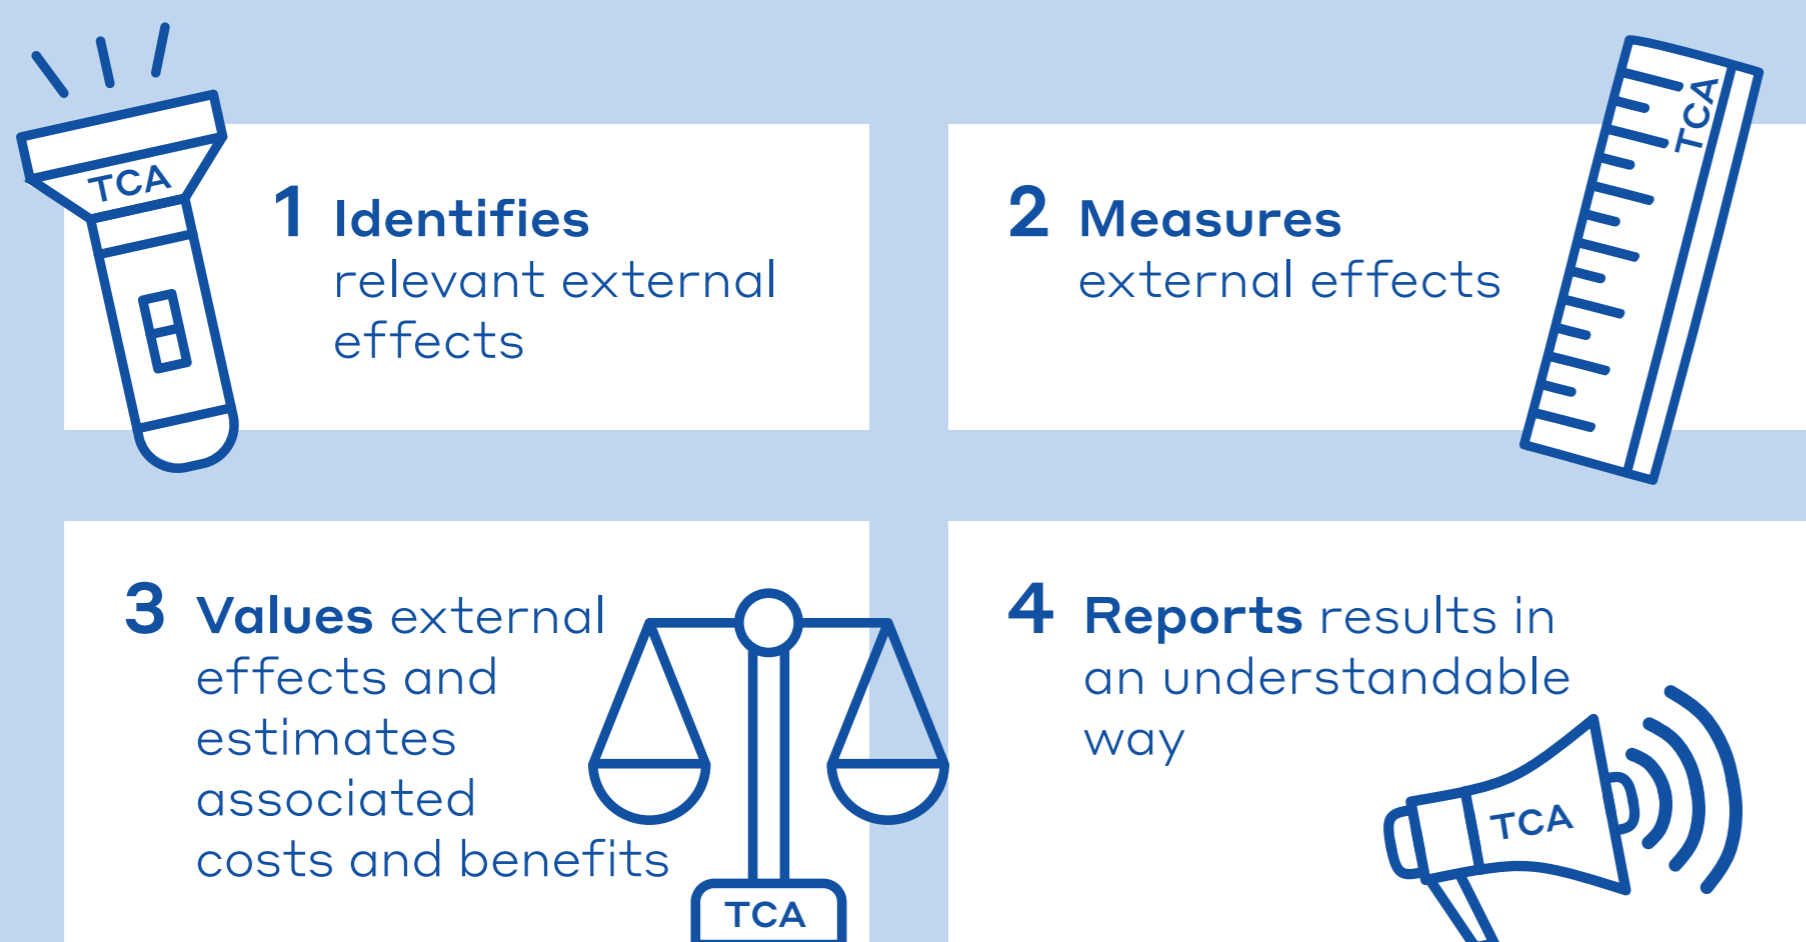 TCA
1 Identifies
relevant external
effects
2 Measures
external effects
TCA
3 Values external
effects and
estimates
associated
costs and benefits
TCA
4 Reports results in
an understandable
way
TCA